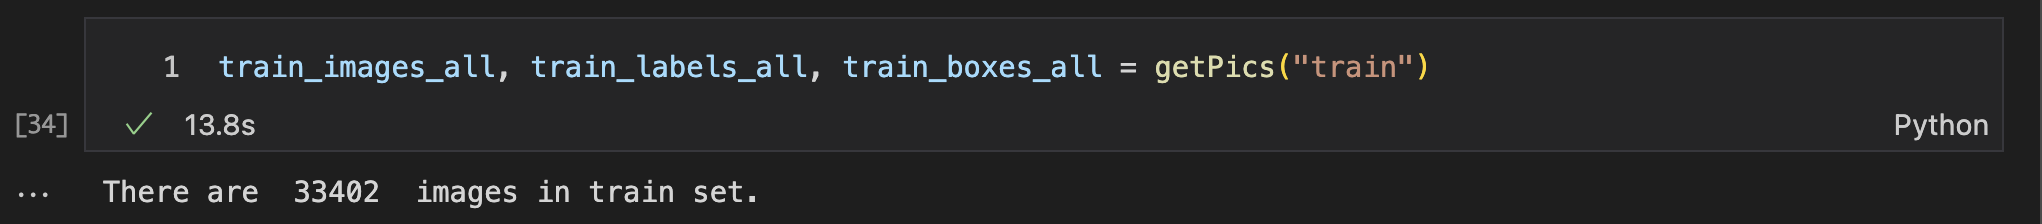 1 train_images_all, train_labels_all, train_boxes_all = getPics("train")
[34] ✓ 13.8s Python
... There are  33402  images in train set.